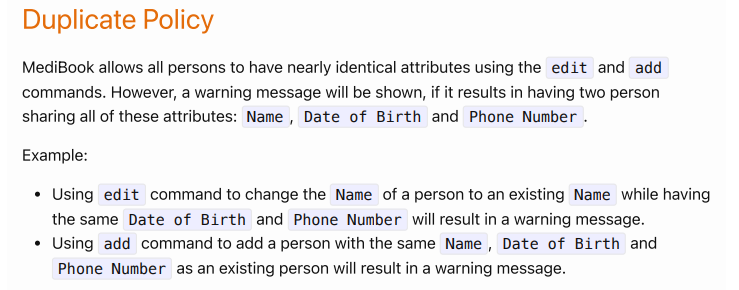 Duplicate Policy
MediBook allows all persons to have nearly identical attributes using the edit and add
commands. However, a warning message will be shown, if it results in having two person
sharing all of these attributes: Name , Date of Birth and Phone Number .
Example:
• Using edit command to change the Name of a person to an existing Name while having
the same Date of Birth and Phone Number will result in a warning message.
• Using add command to add a person with the same Name , Date of Birth and
Phone Number as an existing person will result in a warning message.